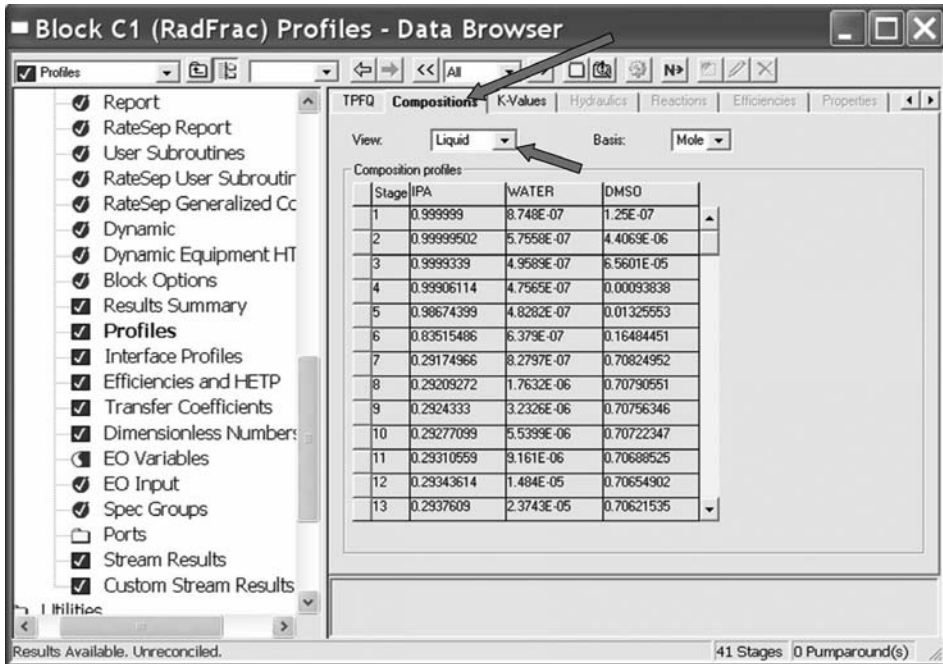 Block C1 (RadFrac) Profiles - Data Browser
Profiles << All N>
Report
RateSep Report
User Subroutines
RateSep User Subroutir
RateSep Generalized Cc
Dynamic
Dynamic Equipment HT
Block Options
Results Summary
Profiles
Interface Profiles
Efficiencies and HETP
Transfer Coefficients
Dimensionless Numbers
EO Variables
EO Input
Spec Groups
Ports
Stream Results
Custom Stream Results
Utilities
TPFQ Compositions K-Values Hydraulics Reactions Efficiencies Properties
View: Liquid Basis: Mole
Composition profiles
Stage IPA WATER DMSO
1 0.999999 8.748E-07 1.25E-07
2 0.99999502 5.7558E-07 4.4069E-06
3 0.9999339 4.9589E-07 6.5601E-05
4 0.99906114 4.7565E-07 0.00093838
5 0.98674399 4.8282E-07 0.01325553
6 0.83515486 6.379E-07 0.16484451
7 0.29174966 8.2797E-07 0.70824952
8 0.29209272 1.7632E-06 0.70790551
9 0.2924333 3.2326E-06 0.70756346
10 0.29277099 5.5399E-06 0.70722347
11 0.29310559 9.161E-06 0.70688525
12 0.29343614 1.484E-05 0.70654902
13 0.2937609 2.3743E-05 0.70621535
Results Available. Unreconciled. 41 Stages 0 Pumparound(s)